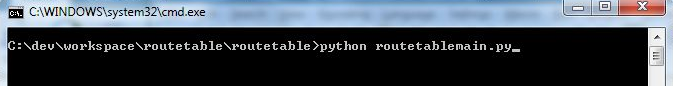 C:\WINDOWS\system32\cmd.exe
C:\dev\workspace\routetable\routetable>python routetablemain.py_